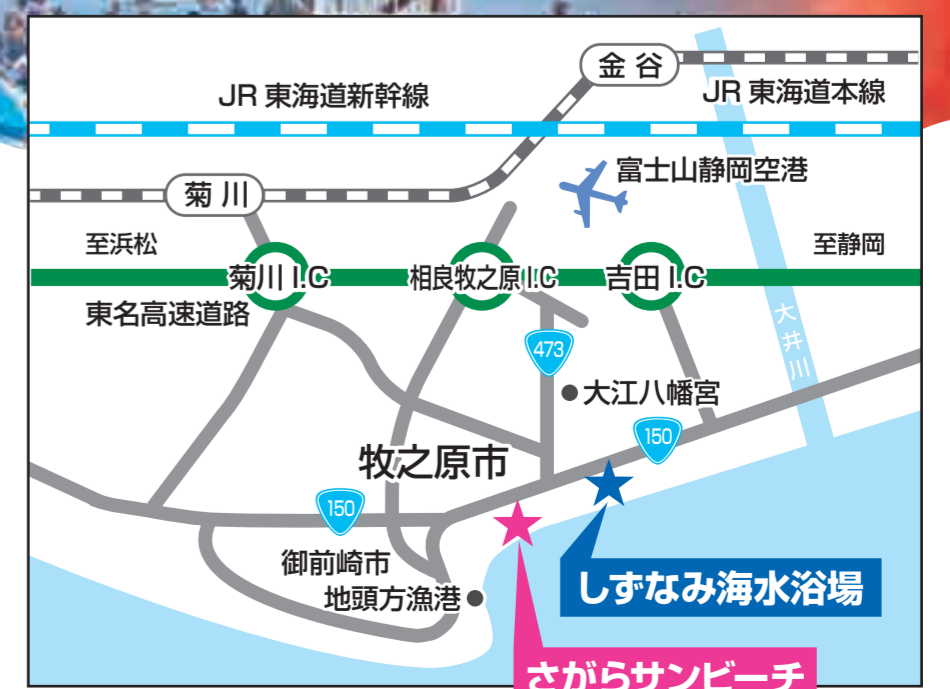 金谷
JR 東海道新幹線
JR 東海道本線
富士山静岡空港
菊川
至浜松
至静岡
菊川 I.C
相良牧之原 I.C
吉田 I.C
東名高速道路
大井川
473
大江八幡宮
150
牧之原市
150
御前崎市
地頭方漁港
しずなみ海水浴場
さがらサンビーチ